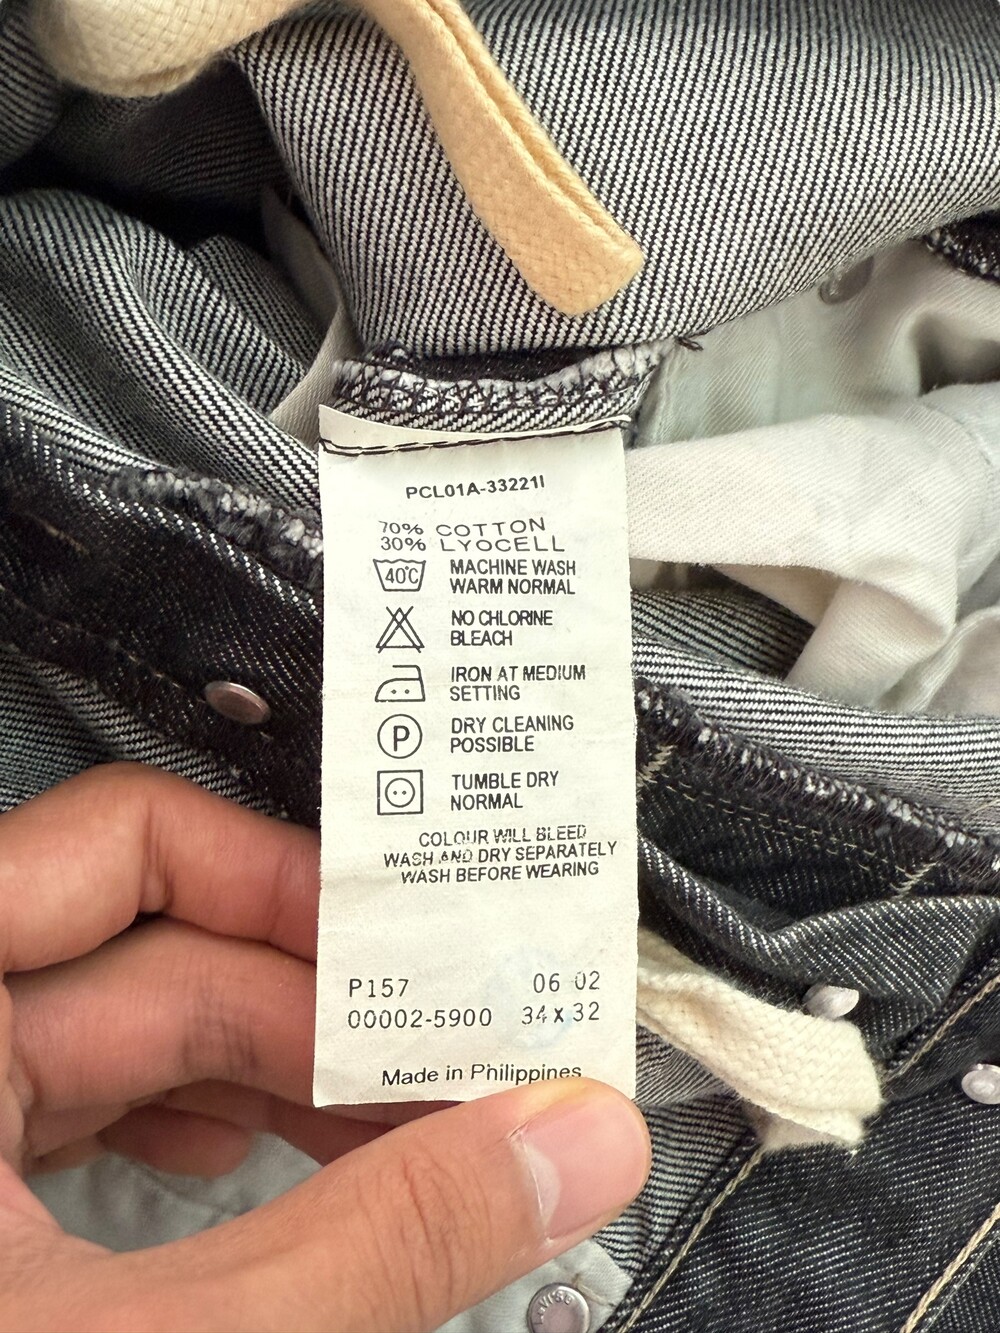 PCL01A-33221I
70% COTTON
30% LYOCELL
40°C
MACHINE WASH
WARM NORMAL
NO CHLORINE
BLEACH
IRON AT MEDIUM
SETTING
P
DRY CLEANING
POSSIBLE
TUMBLE DRY
NORMAL
COLOUR WILL BLEED
WASH AND DRY SEPARATELY
WASH BEFORE WEARING
P157 06 02
00002-5900 34 x 32
Made in Philippines